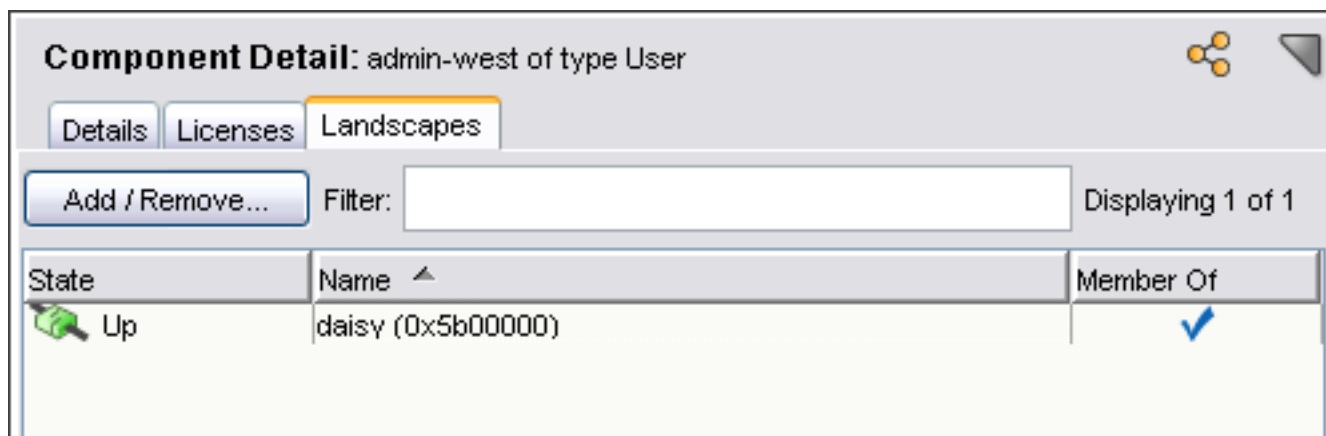 Component Detail: admin-west of type User
Details Licenses Landscapes
Add / Remove... Filter: Displaying 1 of 1
State Name Member Of
Up daisy (0x5b00000)